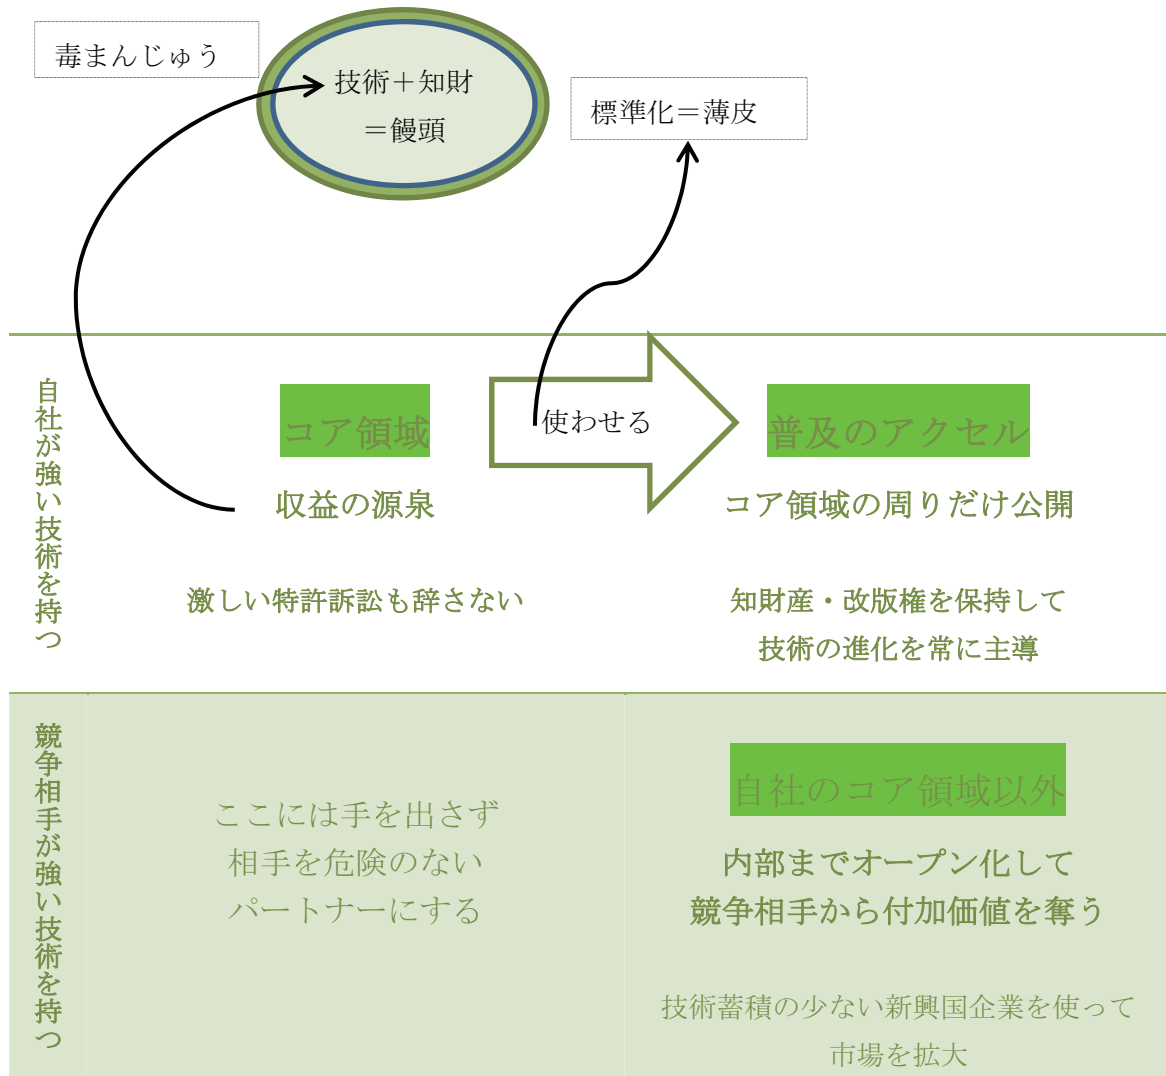 毒まんじゅう
技術＋知財
＝饅頭
標準化＝薄皮
自社が強い技術を持つ
コア領域
使わせる
普及のアクセル
収益の源泉
コア領域の周りだけ公開
激しい特許訴訟も辞さない
知財産・改版権を保持して
技術の進化を常に主導
競争相手が強い技術を持つ
ここには手を出さず
相手を危険のない
パートナーにする
自社のコア領域以外
内部までオープン化して
競争相手から付加価値を奪う
技術蓄積の少ない新興国企業を使って
市場を拡大